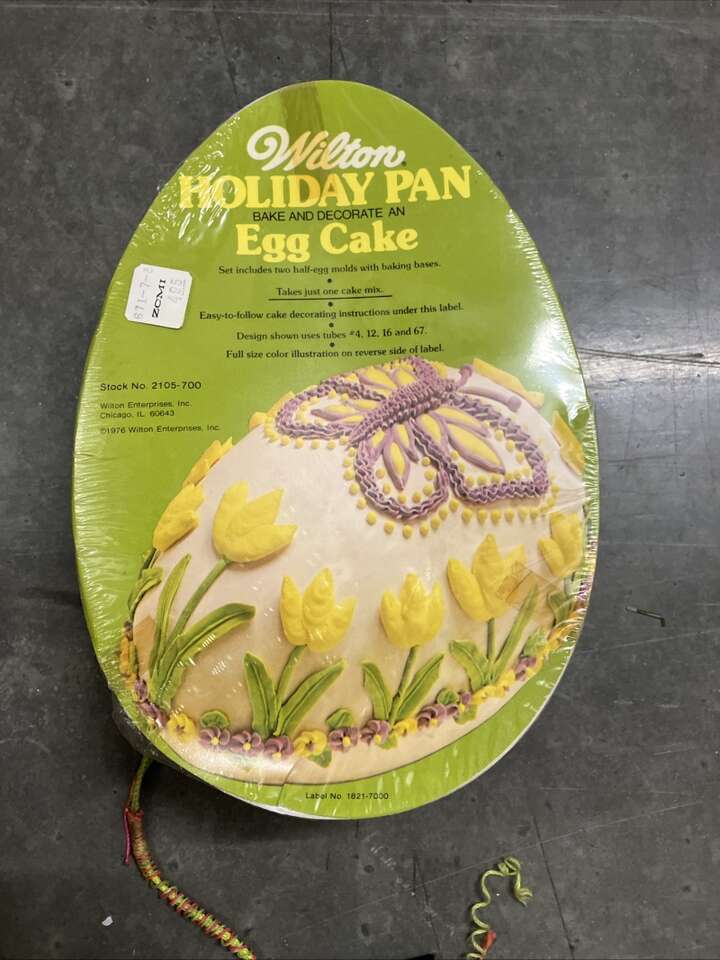 Wilton
HOLIDAY PAN
BAKE AND DECORATE AN
Egg Cake
Set includes two half-egg molds with baking bases.
Takes just one cake mix.
Easy-to-follow cake decorating instructions under this label.
Design shown uses tubes #4, 12, 16 and 67.
Full size color illustration on reverse side of label.
ZCMI
Stock No. 2105-700
Wilton Enterprises, Inc.
Chicago, IL 60643
©1976 Wilton Enterprises, Inc.
Label No. 1821-7000